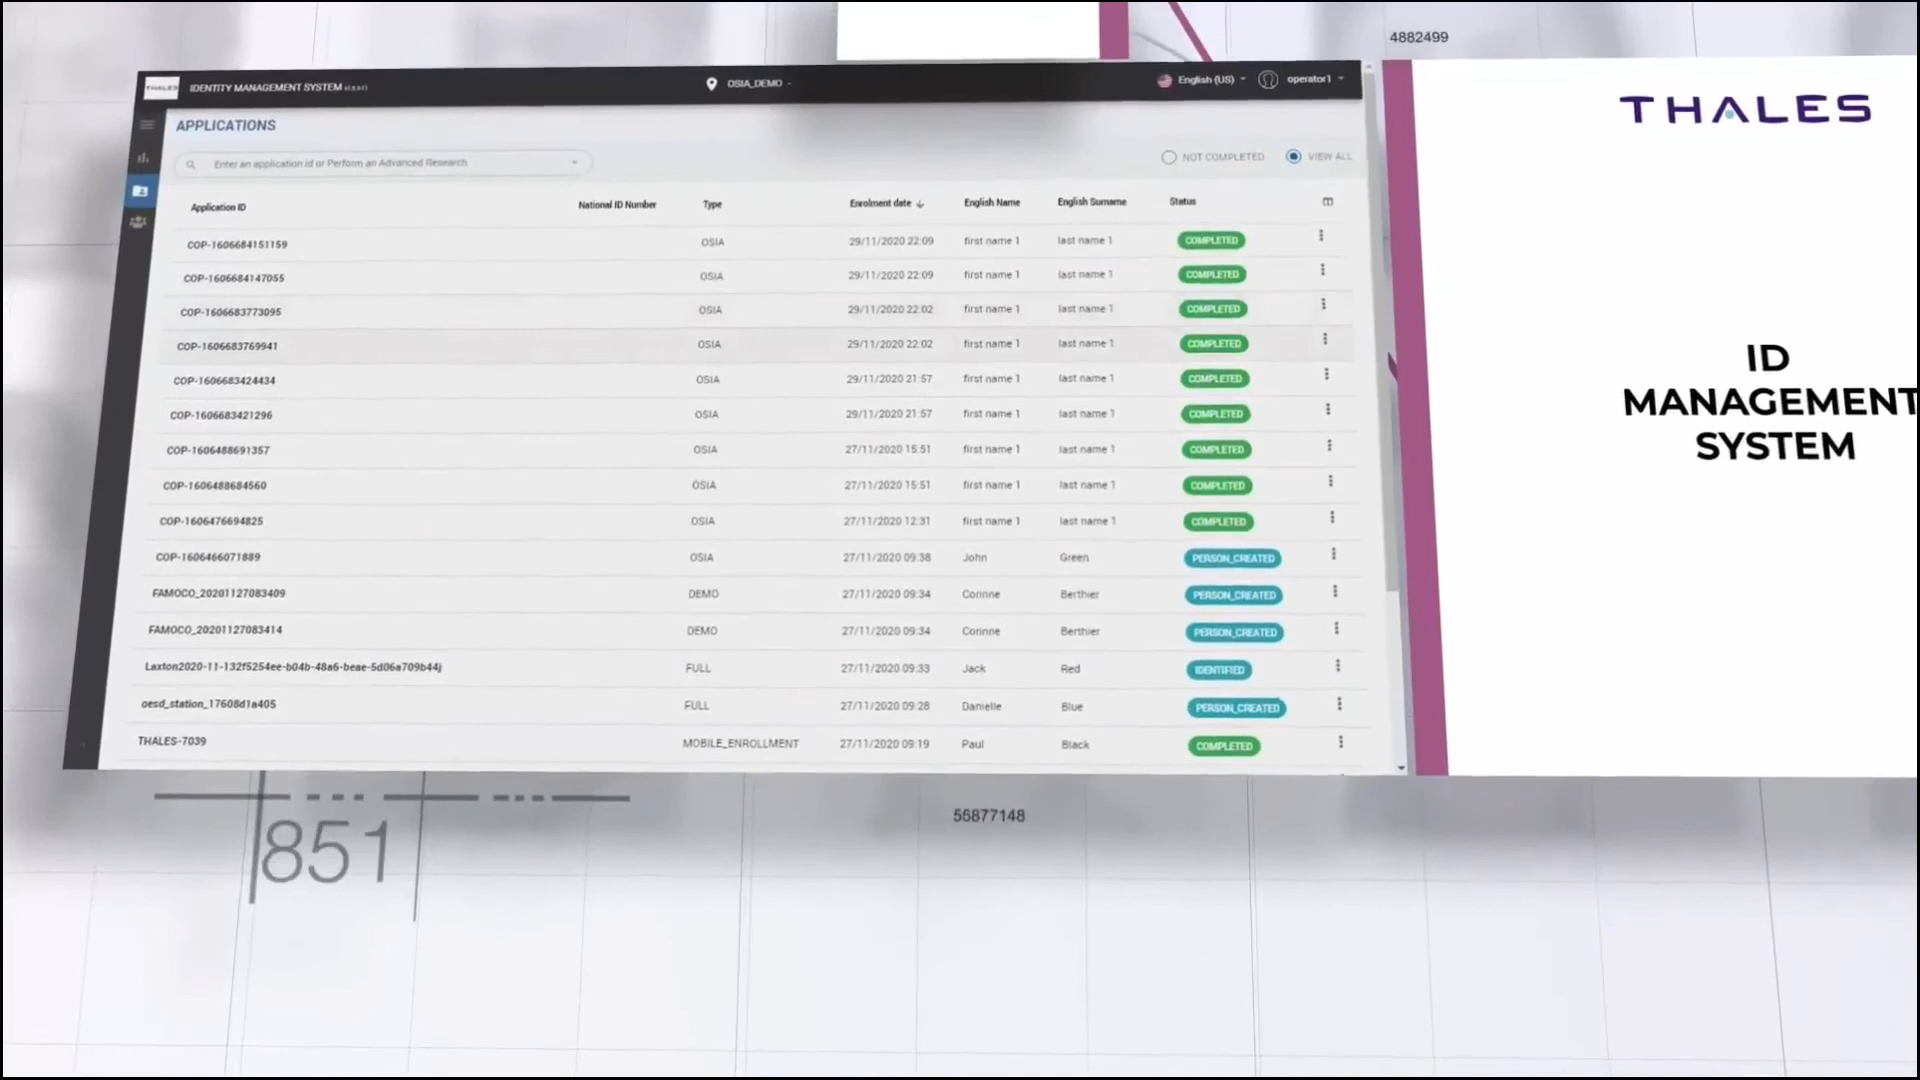 4882499
THALES IDENTITY MANAGEMENT SYSTEM OSIA_DEMO English (US) operator1
APPLICATIONS
Enter an application id or Perform an Advanced Research NOT COMPLETED VIEW ALL
Application ID National ID Number Type Enrolment date English Name English Surname Status
COP-1606684151159 OSIA 29/11/2020 22:09 first name 1 last name 1 COMPLETED
COP-1606684147055 OSIA 29/11/2020 22:09 first name 1 last name 1 COMPLETED
COP-1606683773095 OSIA 29/11/2020 22:02 first name 1 last name 1 COMPLETED
COP-1606683769941 OSIA 29/11/2020 22:02 first name 1 last name 1 COMPLETED
COP-1606683424434 OSIA 29/11/2020 21:57 first name 1 last name 1 COMPLETED
COP-1606683421296 OSIA 29/11/2020 21:57 first name 1 last name 1 COMPLETED
COP-1606488691357 OSIA 27/11/2020 15:51 first name 1 last name 1 COMPLETED
COP-1606488684560 OSIA 27/11/2020 15:51 first name 1 last name 1 COMPLETED
COP-1606476694825 OSIA 27/11/2020 12:31 first name 1 last name 1 COMPLETED
COP-1606466071889 OSIA 27/11/2020 09:38 John Green PERSON_CREATED
FAMOCO_20201127083409 DEMO 27/11/2020 09:34 Corinne Berthier PERSON_CREATED
FAMOCO_20201127083414 DEMO 27/11/2020 09:34 Corinne Berthier PERSON_CREATED
Laxton2020-11-132f5254ee-b04b-48a6-beae-5d06a709b44j FULL 27/11/2020 09:33 Jack Red IDENTIFIED
oesd_station_17608d1a405 FULL 27/11/2020 09:28 Danielle Blue PERSON_CREATED
THALES-7039 MOBILE_ENROLLMENT 27/11/2020 09:19 Paul Black COMPLETED
THALES
ID
MANAGEMENT
SYSTEM
851
55877148